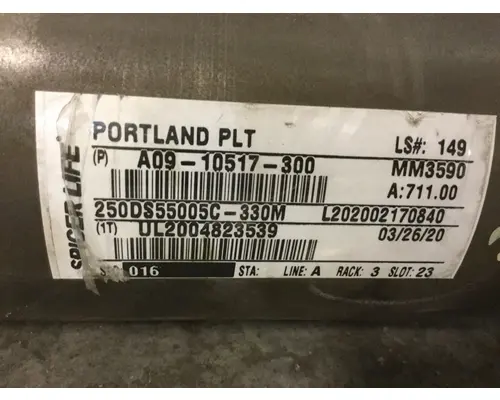 SPICER LIFE
PORTLAND PLT LS#: 149
(P) A09-10517-300 MM3590
A:711.00
250DS55005C-330M L202002170840
(1T) UL2004823539 03/26/20
016 STA: LINE: A RACK: 3 SLOT: 23